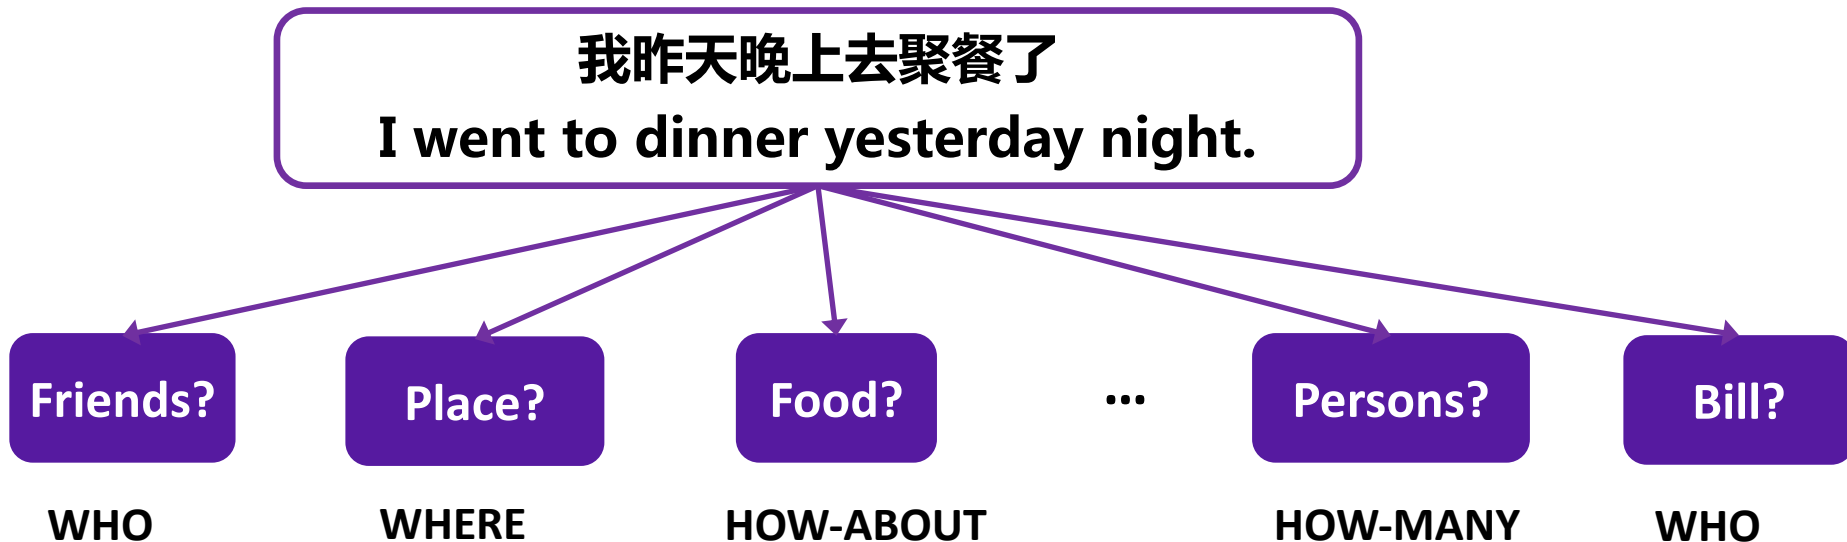 我昨天晚上去聚餐了
I went to dinner yesterday night.
Friends? Place? Food? ... Persons? Bill?
WHO WHERE HOW-ABOUT HOW-MANY WHO